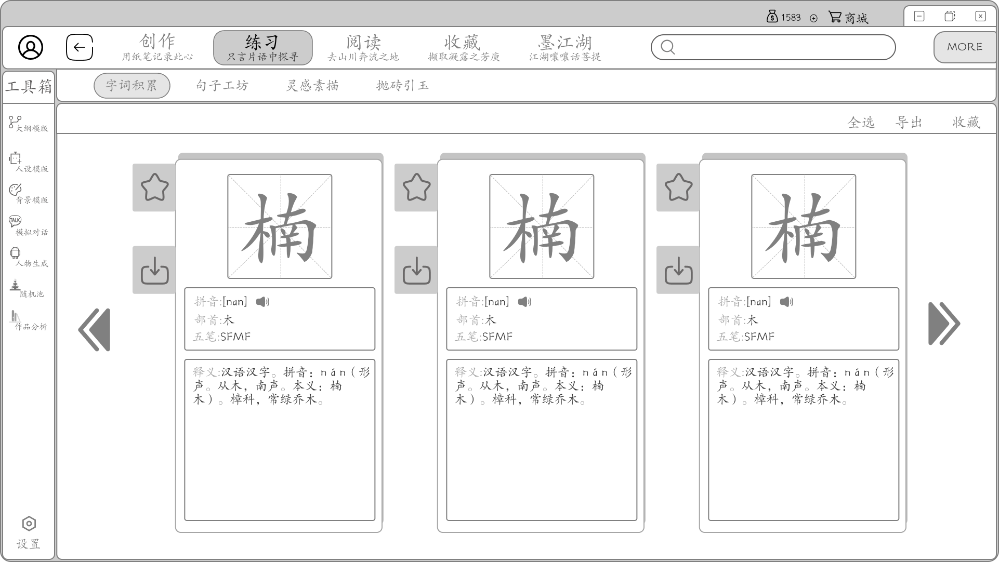 1583
商城
创作
用纸笔记录此心
练习
只言片语中探寻
阅读
去山川奔流之地
收藏
撷取凝露之芳庾
墨江湖
江湖嚷嚷话菩提
MORE
工具箱
字词积累
句子工坊
灵感素描
抛砖引玉
大纲模版
人设模版
背景模版
TALK
模拟对话
人物生成
随机池
作品分析
设置
全选
导出
收藏
楠
拼音:[nan]
部首:木
五笔:SFMF
释义:汉语汉字。拼音：nán（形
声。从木，南声。本义：楠
木）。樟科，常绿乔木。
楠
拼音:[nan]
部首:木
五笔:SFMF
释义:汉语汉字。拼音：nán（形
声。从木，南声。本义：楠
木）。樟科，常绿乔木。
楠
拼音:[nan]
部首:木
五笔:SFMF
释义:汉语汉字。拼音：nán（形
声。从木，南声。本义：楠
木）。樟科，常绿乔木。